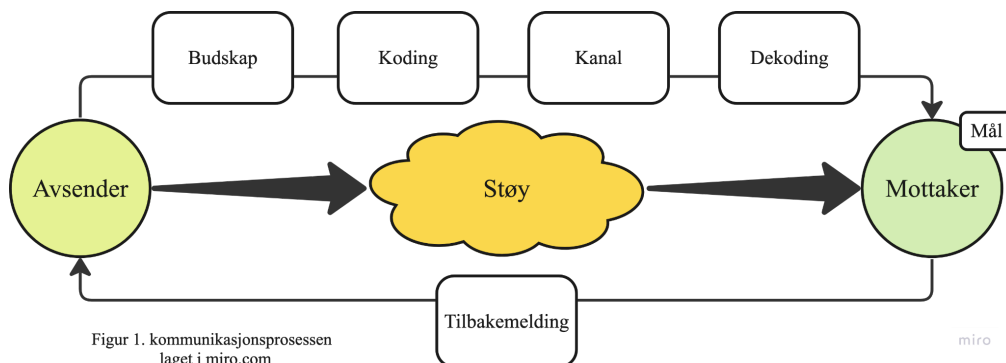 Budskap
Koding
Kanal
Dekoding
Mål
Avsender
Støy
Mottaker
Tilbakemelding
Figur 1. kommunikasjonsprosessen
laget i miro.com
miro